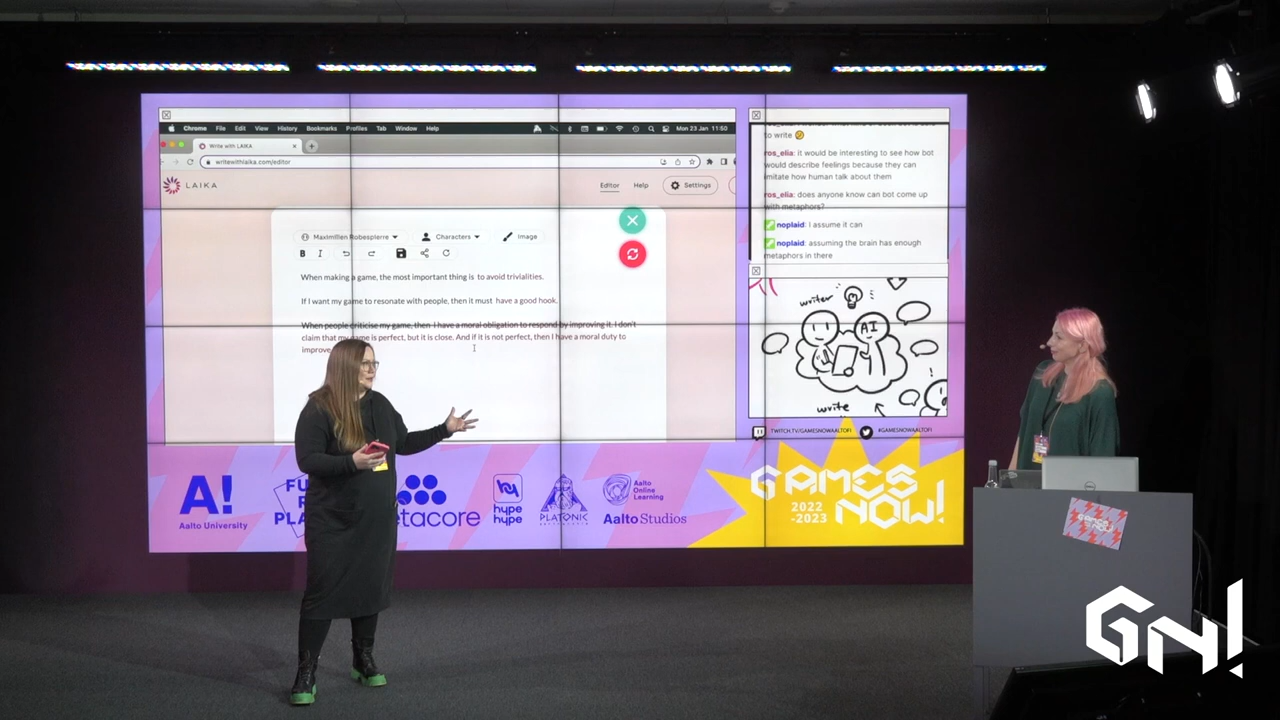 Chrome File Edit View History Bookmarks Profiles Tab Window Help
Mon 23 Jan 11:50
Write with LAIKA
writewithlaika.com/editor
LAIKA
Editor Help Settings
Maximilien Robespierre Characters Image
B I
When making a game, the most important thing is to avoid trivialities.
If I want my game to resonate with people, then it must have a good hook.
When people criticise my game, then I have a moral obligation to respond by improving it. I don't
claim that my game is perfect, but it is close. And if it is not perfect, then I have a moral duty to
improve
to write
ros_elia: it would be interesting to see how bot
would describe feelings because they can
imitate how human talk about them
ros_elia: does anyone know can bot come up
with metaphors?
noplaid: I assume it can
noplaid: assuming the brain has enough
metaphors in there
writer
AI
write
TWITCH.TV/GAMESNOWAALTOFI #GAMESNOWAALTOFI
A!
Aalto University
FU
PLA
etacore
hype
hype
PLATONIC
Aalto
Online
Learning
Aalto Studios
GAMES
NOW!
2022
-2023
DELL
GAMES
NOW!
GN!